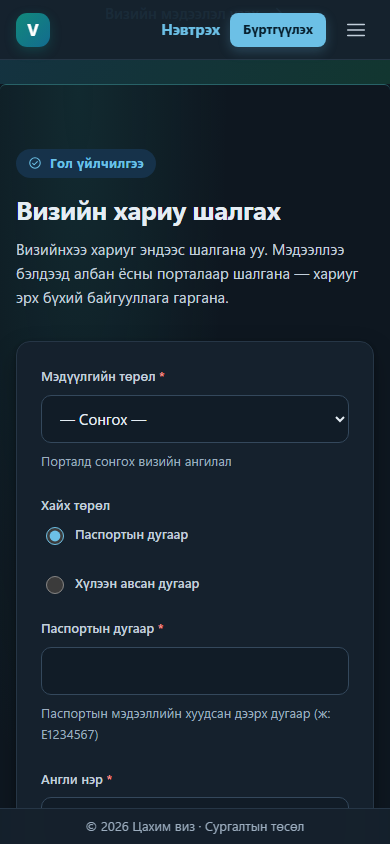 V
Нэвтрэх
Бүртгүүлэх
Гол үйлчилгээ
Визийн хариу шалгах
Визийнхээ хариуг эндээс шалгана уу. Мэдээллээ
бэлдээд албан ёсны порталаар шалгана — хариуг
эрх бүхий байгууллага гаргана.
Мэдүүлгийн төрөл *
— Сонгох —
Порталд сонгох визийн ангилал
Хайх төрөл
Паспортын дугаар
Хүлээн авсан дугаар
Паспортын дугаар *
Паспортын мэдээллийн хуудсан дээрх дугаар (ж:
E1234567)
Англи нэр *
© 2026 Цахим виз · Сургалтын төсөл